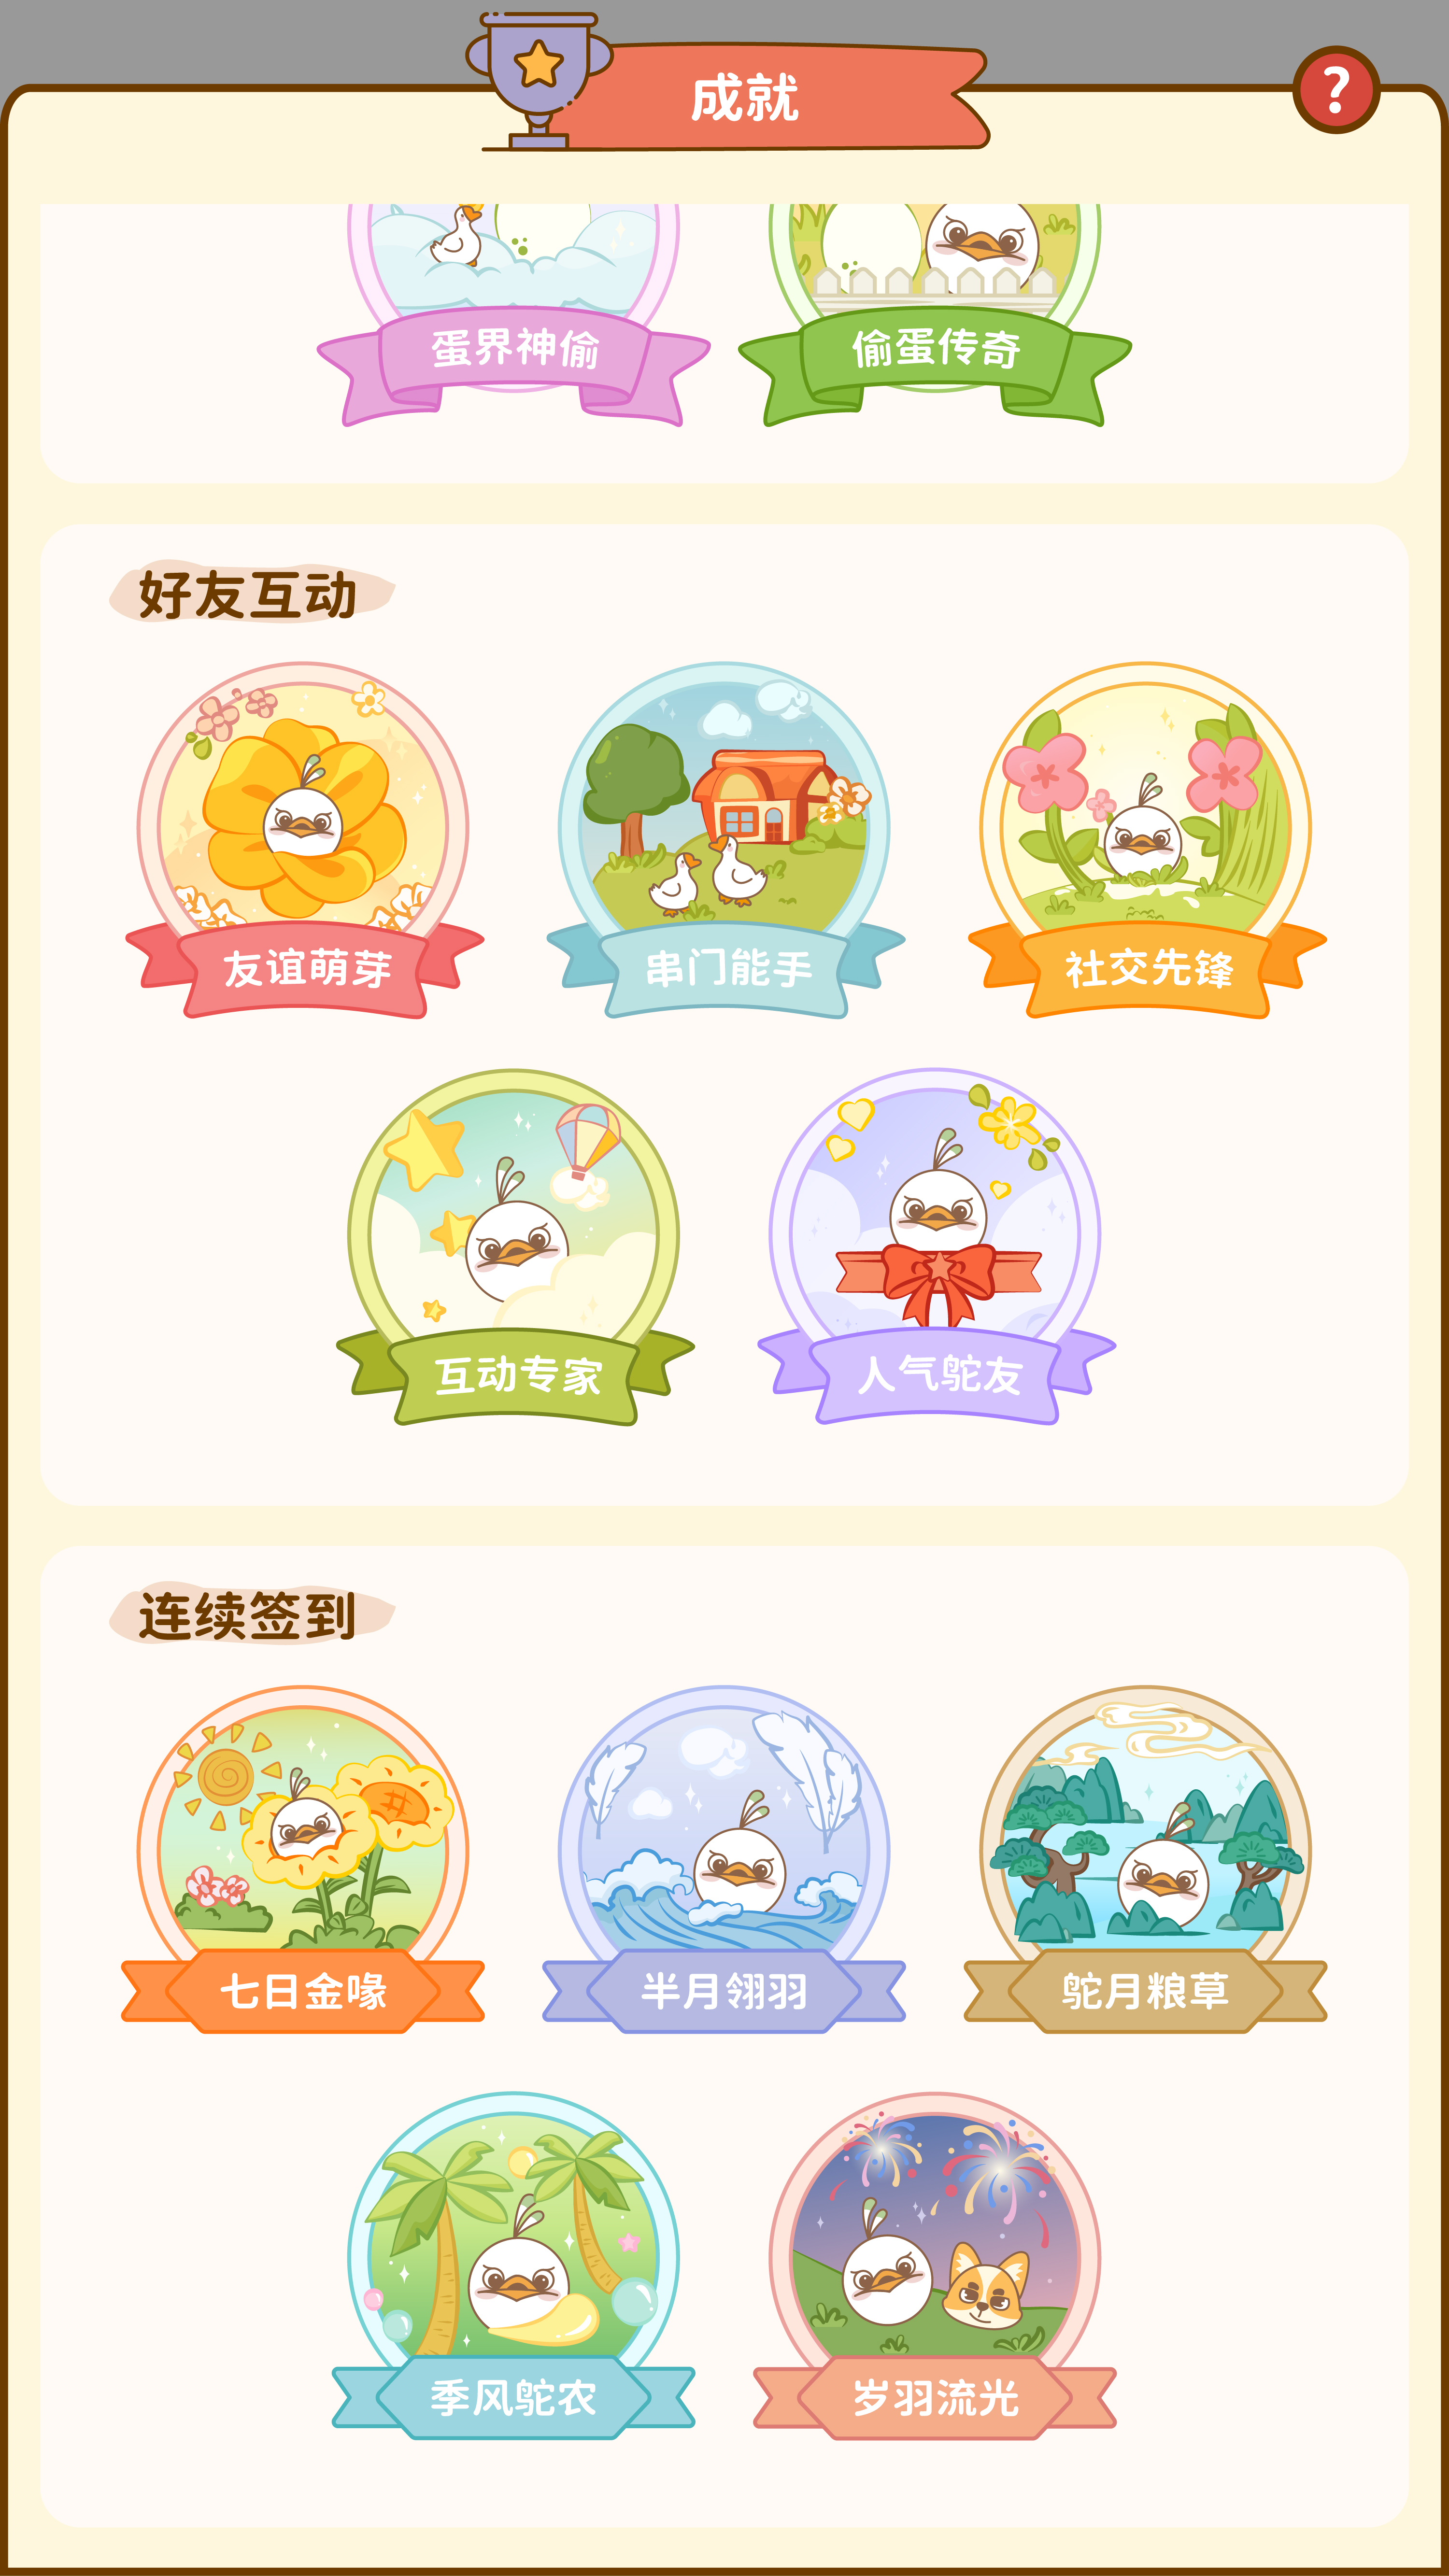 成就
?
蛋界神偷
偷蛋传奇
好友互动
友谊萌芽
串门能手
社交先锋
互动专家
人气鸵友
连续签到
七日金喙
半月翎羽
鸵月粮草
季风鸵农
岁羽流光